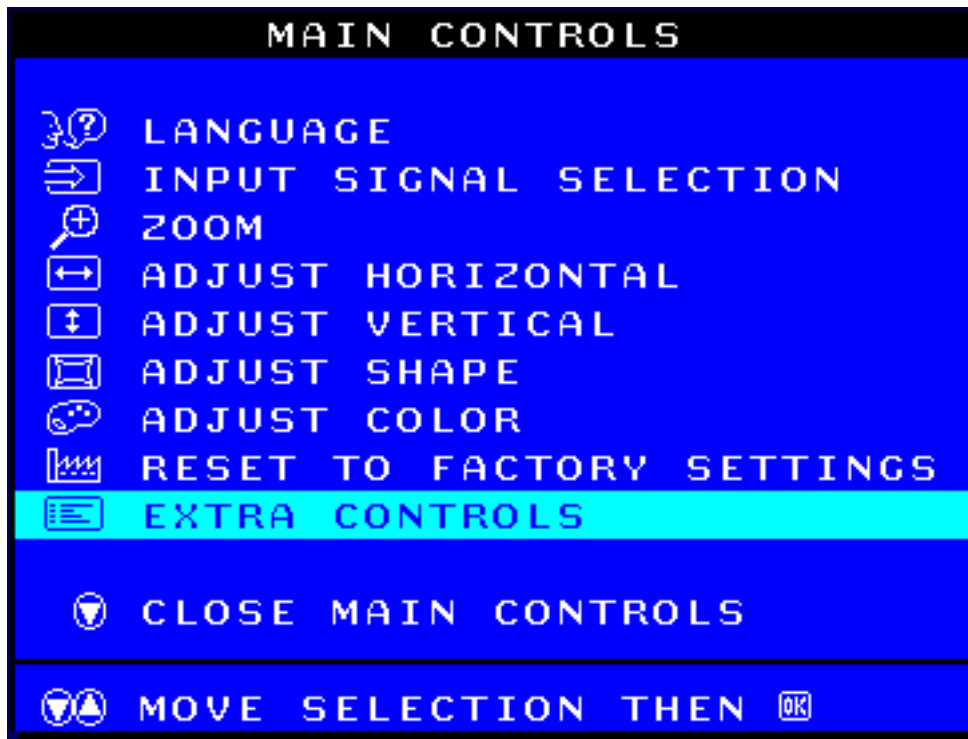 MAIN CONTROLS
LANGUAGE
INPUT SIGNAL SELECTION
ZOOM
ADJUST HORIZONTAL
ADJUST VERTICAL
ADJUST SHAPE
ADJUST COLOR
RESET TO FACTORY SETTINGS
EXTRA CONTROLS
CLOSE MAIN CONTROLS
MOVE SELECTION THEN OK